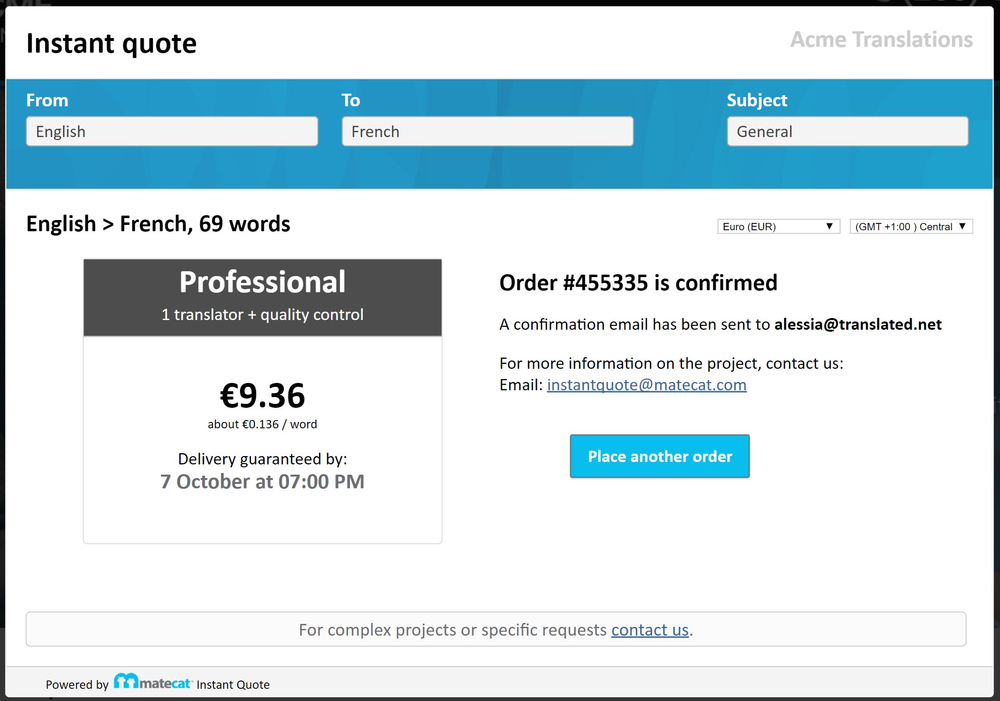 Instant quote
Acme Translations
From
To
Subject
English
French
General
English > French, 69 words
Euro (EUR)
(GMT +1:00 ) Central
Professional
1 translator + quality control
€9.36
about €0.136 / word
Delivery guaranteed by:
7 October at 07:00 PM
Order #455335 is confirmed
A confirmation email has been sent to alessia@translated.net
For more information on the project, contact us:
Email: instantquote@matecat.com
Place another order
For complex projects or specific requests contact us.
Powered by matecat™ Instant Quote